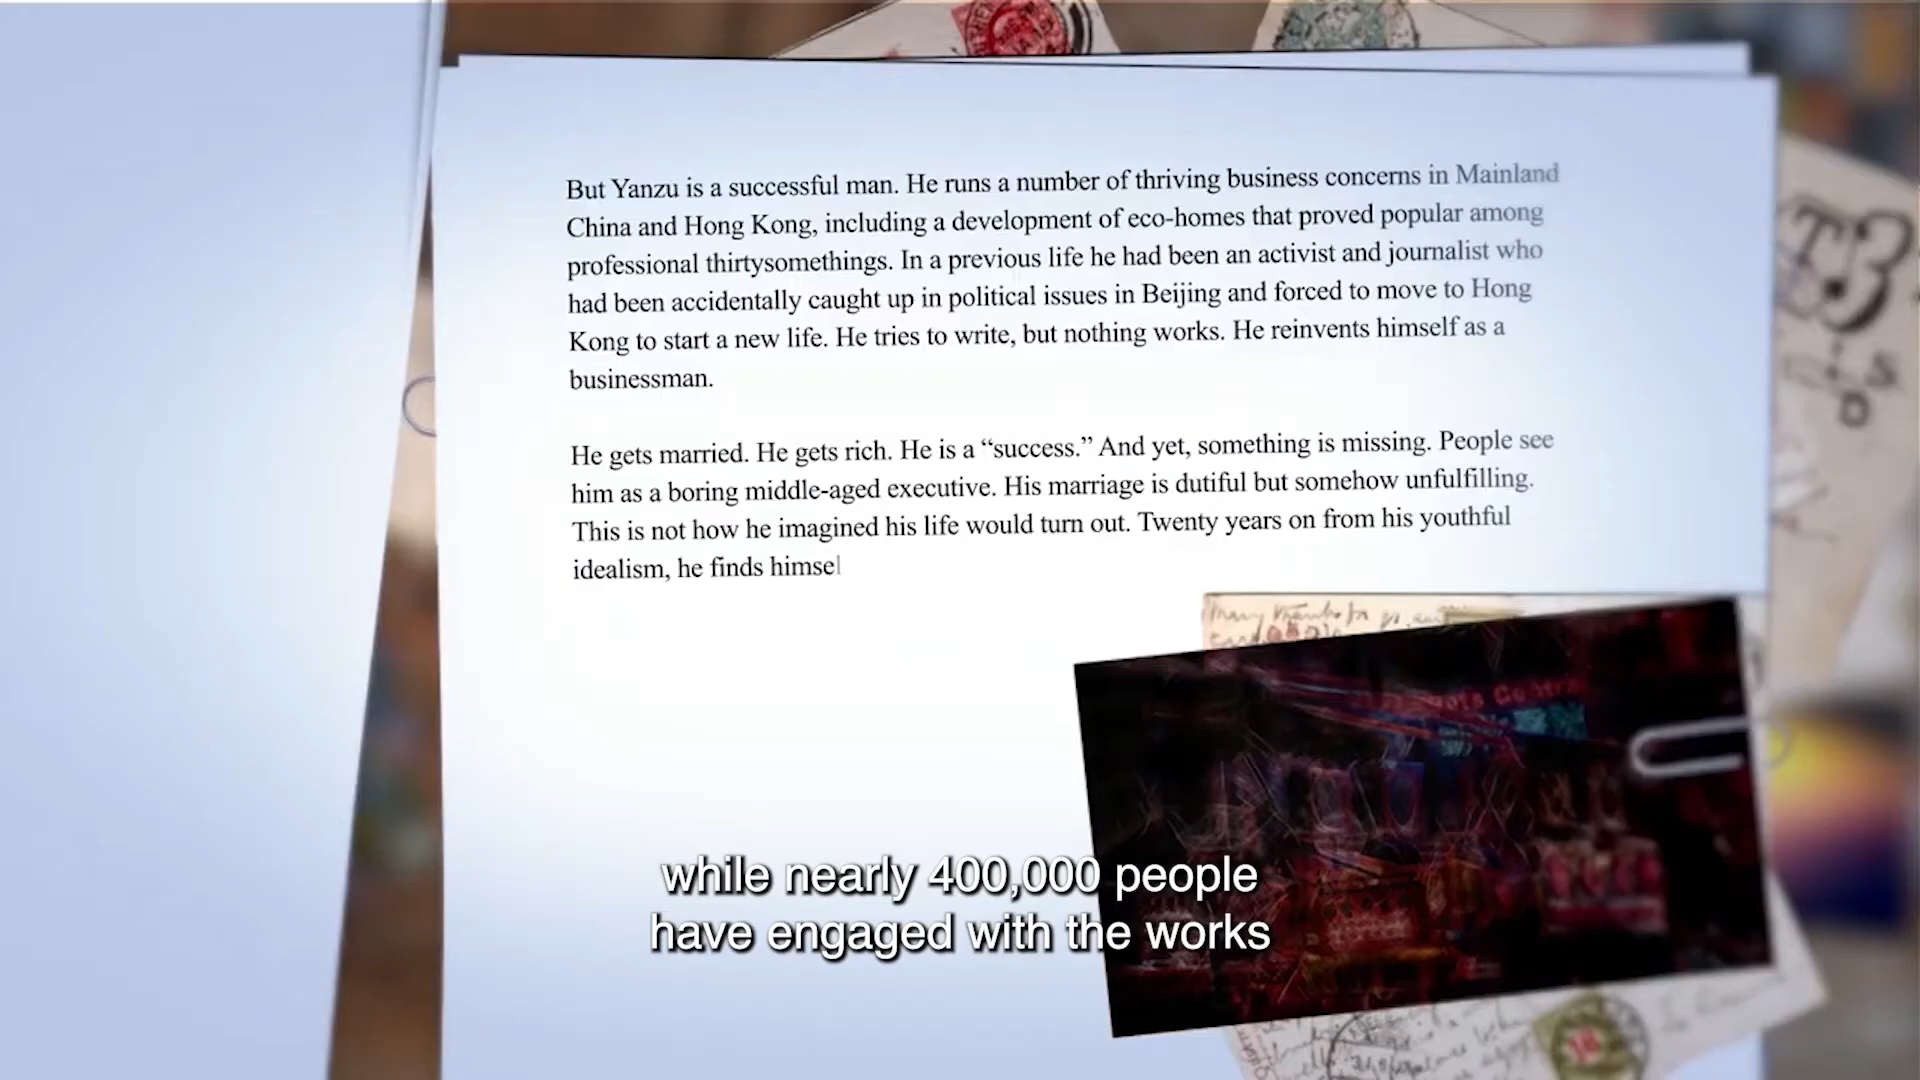 But Yanzu is a successful man. He runs a number of thriving business concerns in Mainland
China and Hong Kong, including a development of eco-homes that proved popular among
professional thirtysomethings. In a previous life he had been an activist and journalist who
had been accidentally caught up in political issues in Beijing and forced to move to Hong
Kong to start a new life. He tries to write, but nothing works. He reinvents himself as a
businessman.
He gets married. He gets rich. He is a “success.” And yet, something is missing. People see
him as a boring middle-aged executive. His marriage is dutiful but somehow unfulfilling.
This is not how he imagined his life would turn out. Twenty years on from his youthful
idealism, he finds himsel
while nearly 400,000 people
have engaged with the works